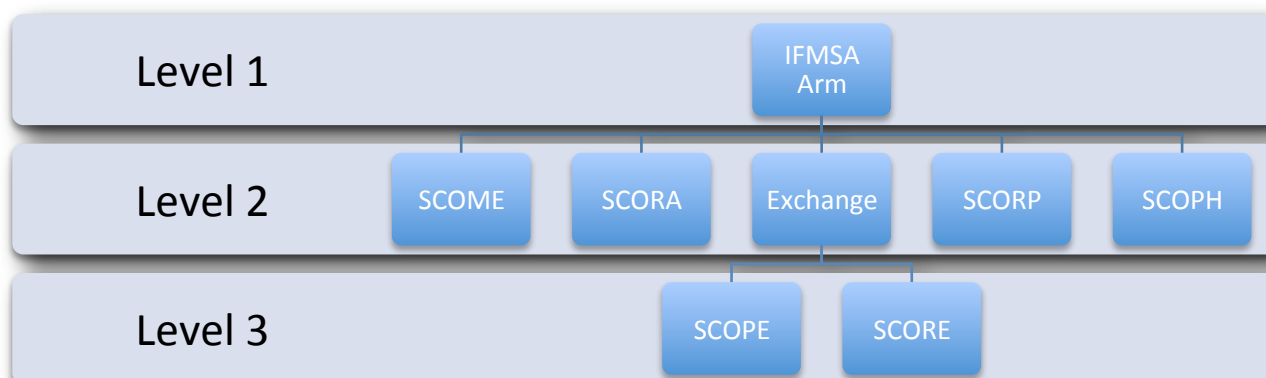 Level 1
IFMSA
Arm
Level 2
SCOME
SCORA
Exchange
SCORP
SCOPH
Level 3
SCOPE
SCORE